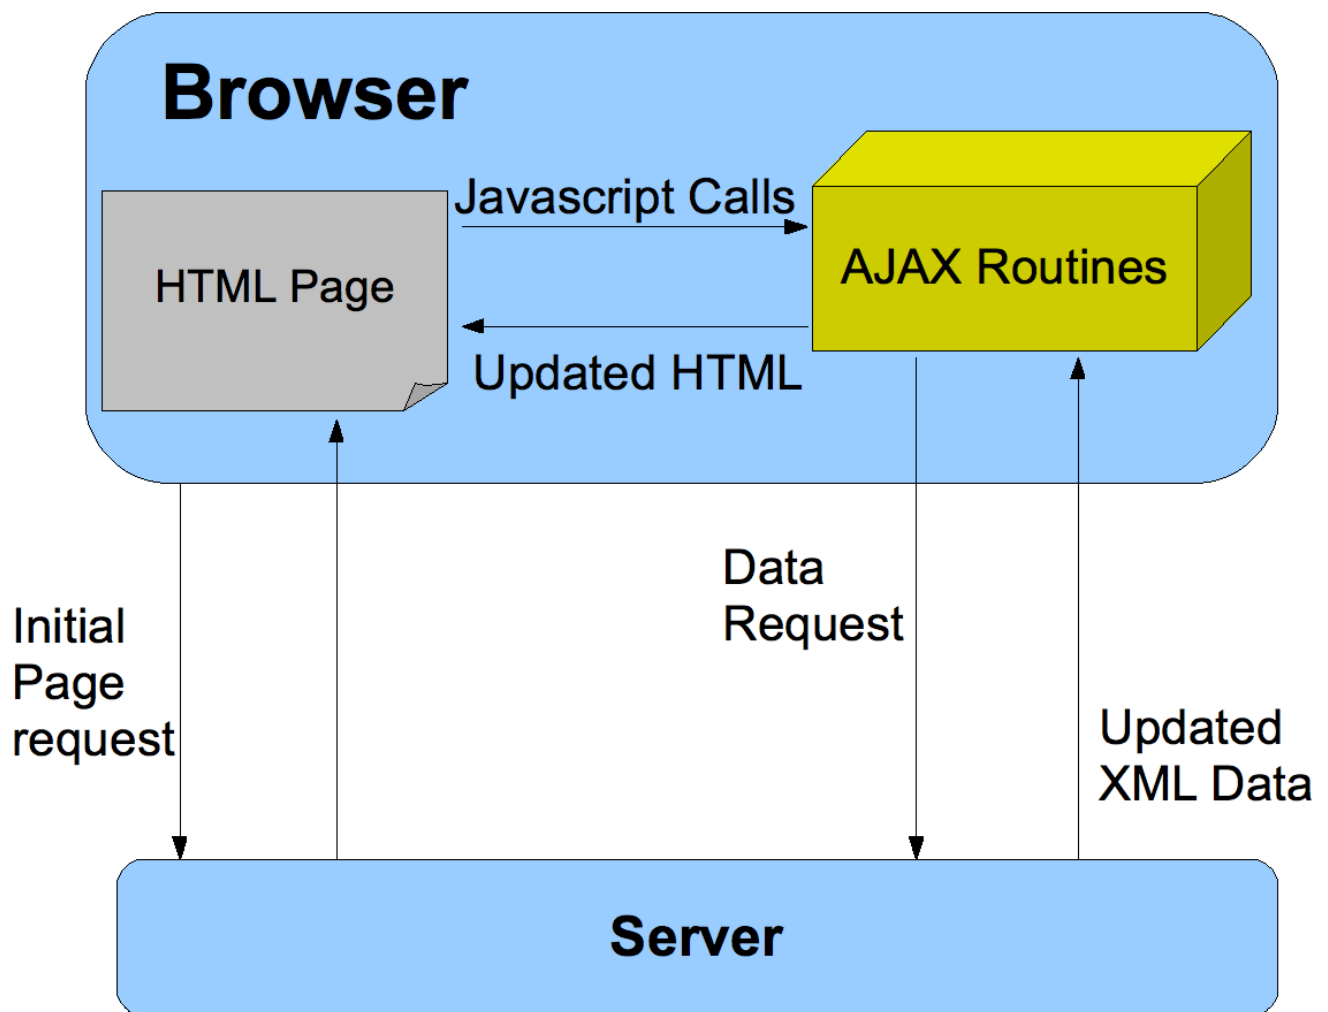 Browser
Javascript Calls
HTML Page
AJAX Routines
Updated HTML
Initial
Page
request
Data
Request
Updated
XML Data
Server